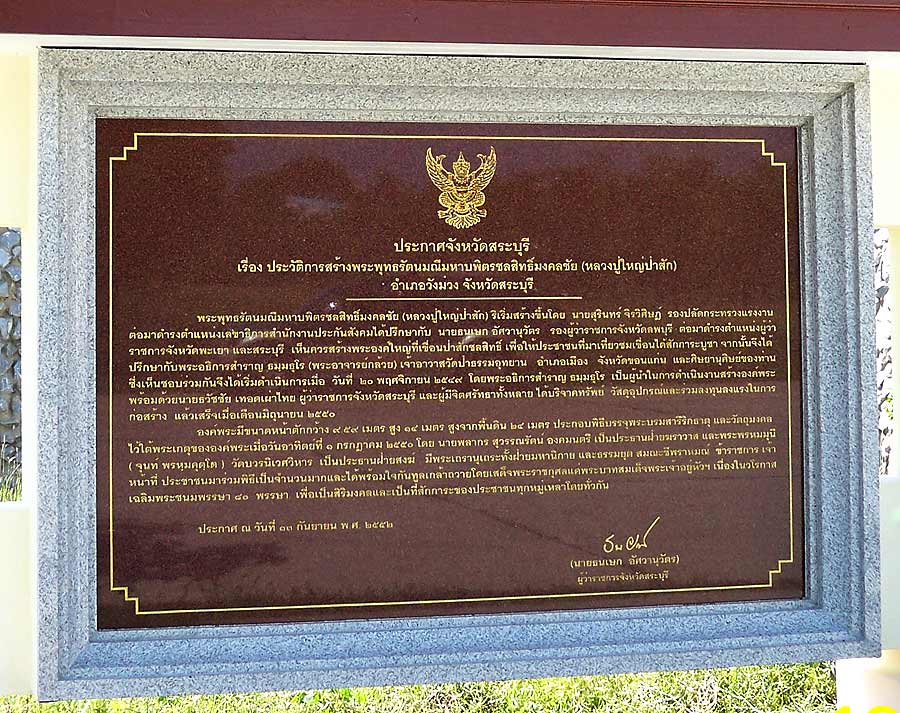 ประกาศจังหวัดสระบุรี
เรื่อง ประวัติการสร้างพระพุทธรัตนมณีมหาบพิตรชลสิทธิ์มงคลชัย (หลวงปู่ใหญ่ป่าสัก)
อำเภอวังม่วง จังหวัดสระบุรี
พระพุทธรัตนมณีมหาบพิตรชลสิทธิ์มงคลชัย (หลวงปู่ใหญ่ป่าสัก) ริเริ่มสร้างขึ้นโดย นายสุรินทร์ จิรวิศิษฎ์ รองปลัดกระทรวงแรงงาน
ต่อมาดำรงตำแหน่งเลขาธิการสำนักงานประกันสังคมได้ปรึกษากับ นายธนเษก อัศวานุวัตร รองผู้ว่าราชการจังหวัดลพบุรี ต่อมาดำรงตำแหน่งผู้ว่า
ราชการจังหวัดพะเยา และสระบุรี เห็นควรสร้างพระองค์ใหญ่ที่เขื่อนป่าสักชลสิทธิ์ เพื่อให้ประชาชนที่มาเที่ยวชมเขื่อนได้สักการะบูชา จากนั้นจึงได้
ปรึกษากับพระอธิการสำราญ ธมฺมธุโร (พระอาจารย์กล้วย) เจ้าอาวาสวัดป่าธรรมอุทยาน อำเภอเมือง จังหวัดขอนแก่น และศิษยานุศิษย์ของท่าน
ซึ่งเห็นชอบร่วมกันจึงได้เริ่มดำเนินการเมื่อ วันที่ ๒๐ พฤศจิกายน ๒๕๔๙ โดยพระอธิการสำราญ ธมฺมธุโร เป็นผู้นำในการดำเนินงานสร้างองค์พระ
พร้อมด้วยนายธวัชชัย เทอดเผ่าไทย ผู้ว่าราชการจังหวัดสระบุรี และผู้มีจิตศรัทธาทั้งหลาย ได้บริจาคทรัพย์ วัสดุอุปกรณ์และร่วมลงทุนลงแรงในการ
ก่อสร้าง แล้วเสร็จเมื่อเดือนมิถุนายน ๒๕๕๐
องค์พระมีขนาดหน้าตักกว้าง ๙.๕๙ เมตร สูง ๑๔ เมตร สูงจากพื้นดิน ๒๔ เมตร ประกอบพิธีบรรจุพระบรมสารีริกธาตุ และวัตถุมงคล
ไว้ใต้พระเกตุขององค์พระเมื่อวันอาทิตย์ที่ ๑ กรกฎาคม ๒๕๕๐ โดย นายพลากร สุวรรณรัตน์ องคมนตรี เป็นประธานฝ่ายฆราวาส และพระพรหมมุนี
( จุนท์ พรหฺมคุตฺโต ) วัดบวรนิเวศวิหาร เป็นประธานฝ่ายสงฆ์ มีพระเถรานุเถระทั้งฝ่ายมหานิกาย และธรรมยุต สมณะชีพราหมณ์ ข้าราชการ เจ้า
หน้าที่ ประชาชนมาร่วมพิธีเป็นจำนวนมากและได้พร้อมใจกันทูลเกล้าถวายโดยเสด็จพระราชกุศลแด่พระบาทสมเด็จพระเจ้าอยู่หัวฯ เนื่องในวโรกาส
เฉลิมพระชนมพรรษา ๘๐ พรรษา เพื่อเป็นสิริมงคลและเป็นที่สักการะของประชาชนทุกหมู่เหล่าโดยทั่วกัน
ประกาศ ณ วันที่ ๑๓ กันยายน พ.ศ. ๒๕๕๒
(นายธนเษก อัศวานุวัตร)
ผู้ว่าราชการจังหวัดสระบุรี